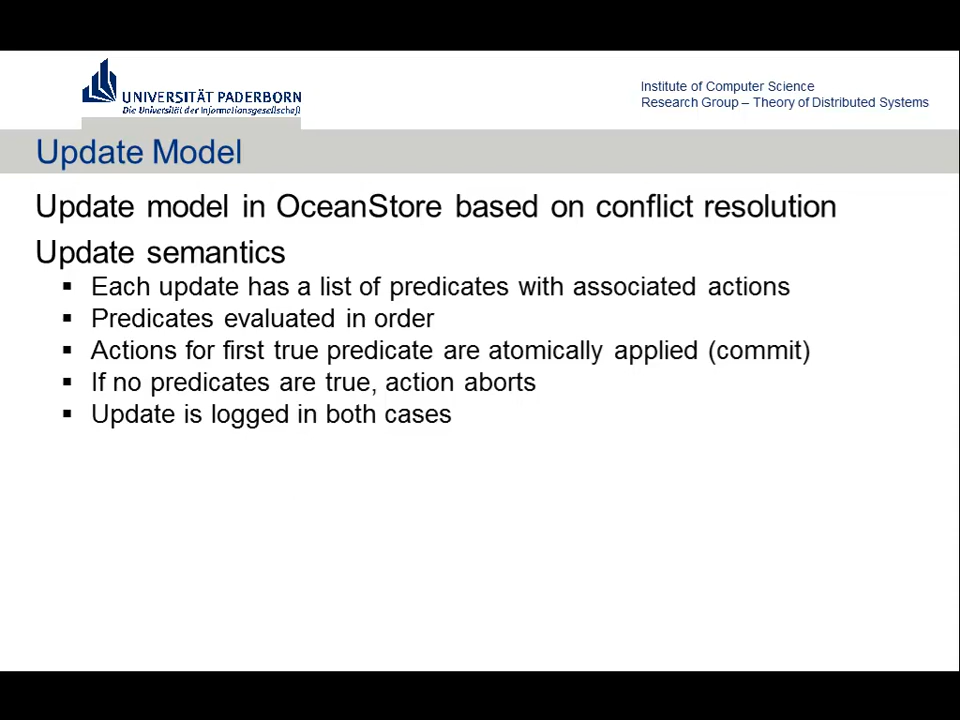 UNIVERSITÄT PADERBORN
Die Universität der Informationsgesellschaft
Institute of Computer Science
Research Group – Theory of Distributed Systems
Update Model
Update model in OceanStore based on conflict resolution
Update semantics
▪ Each update has a list of predicates with associated actions
▪ Predicates evaluated in order
▪ Actions for first true predicate are atomically applied (commit)
▪ If no predicates are true, action aborts
▪ Update is logged in both cases